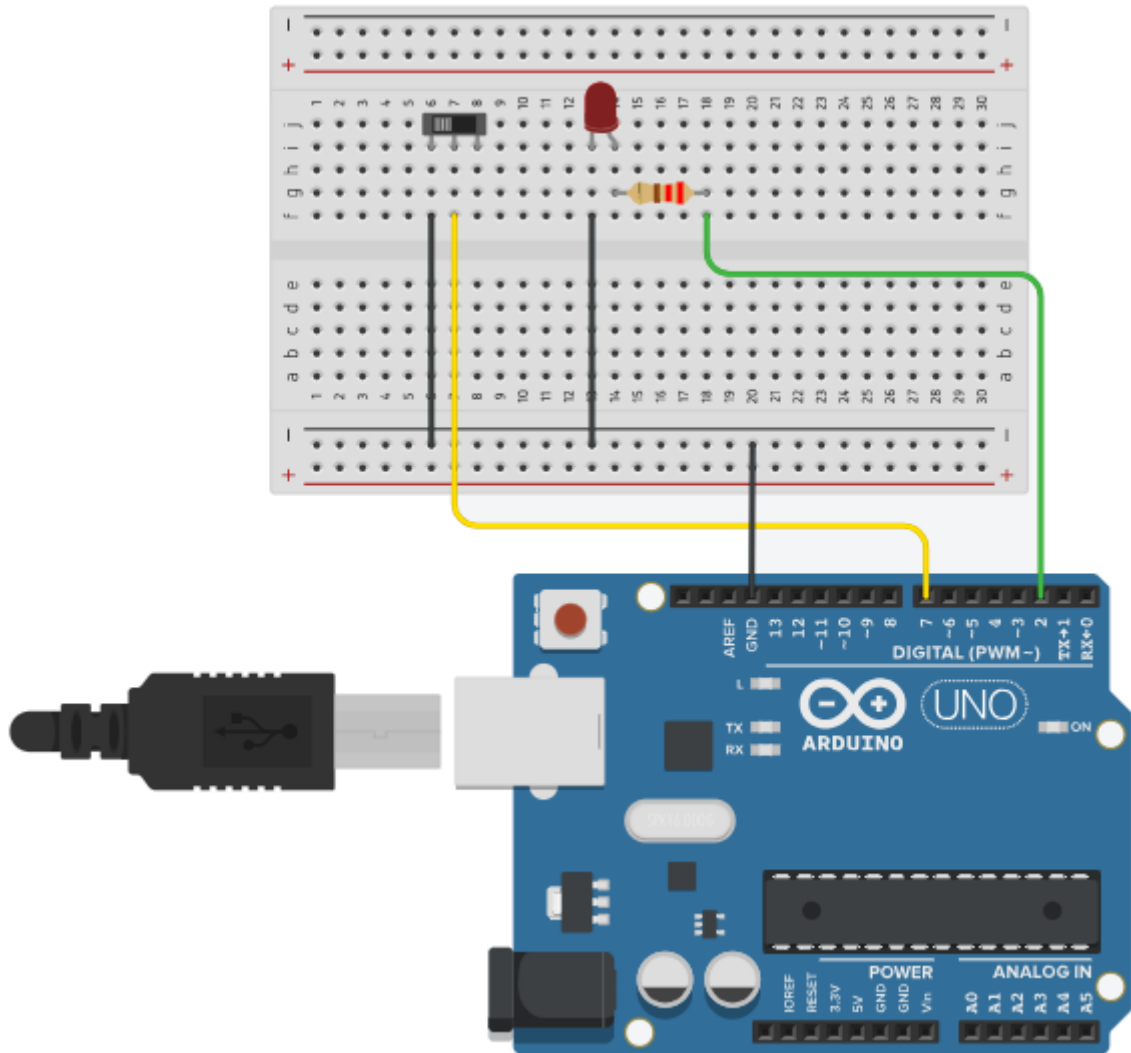 - -
+ +
1 2 3 4 5 6 7 8 9 10 11 12 14 15 16 17 18 19 20 21 22 23 24 25 26 27 28 29 30
j j
i i
h h
g g
f f
e e
d d
c c
b b
a a
1 2 3 4 5 6 7 8 9 10 11 12 13 14 15 16 17 18 19 20 21 22 23 24 25 26 27 28 29 30
- -
+ +
AREF GND 13 12 ~11 ~10 ~9 8 7 ~6 ~5 4 ~3 2 TX→1 RX←0
DIGITAL (PWM~)
L
TX
RX
UNO
ON
ARDUINO
POWER
ANALOG IN
IOREF RESET 3.3V 5V GND GND Vin A0 A1 A2 A3 A4 A5